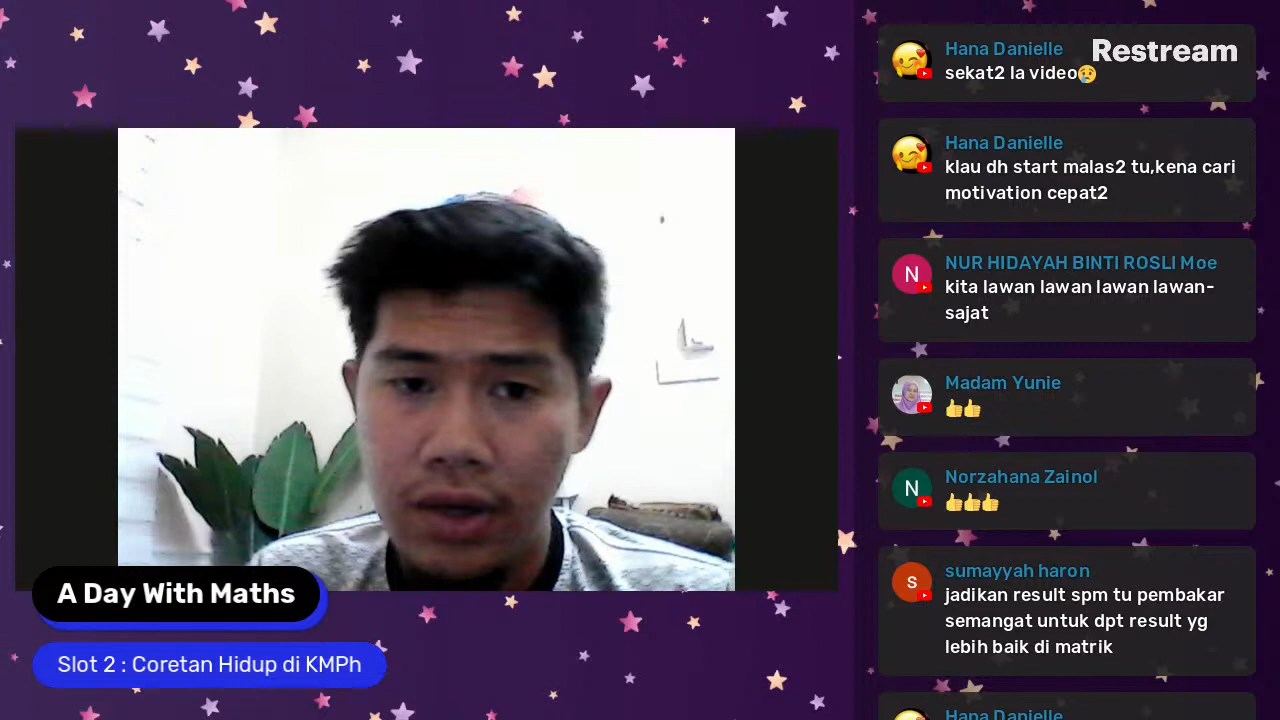 Hana Danielle
Restream
sekat2 la video😢
Hana Danielle
klau dh start malas2 tu,kena cari
motivation cepat2
N
NUR HIDAYAH BINTI ROSLI Moe
kita lawan lawan lawan lawan-
sajat
Madam Yunie
👍👍
N
Norzahana Zainol
👍👍👍
s
sumayyah haron
jadikan result spm tu pembakar
semangat untuk dpt result yg
lebih baik di matrik
Hana Danielle
A Day With Maths
Slot 2 : Coretan Hidup di KMPh